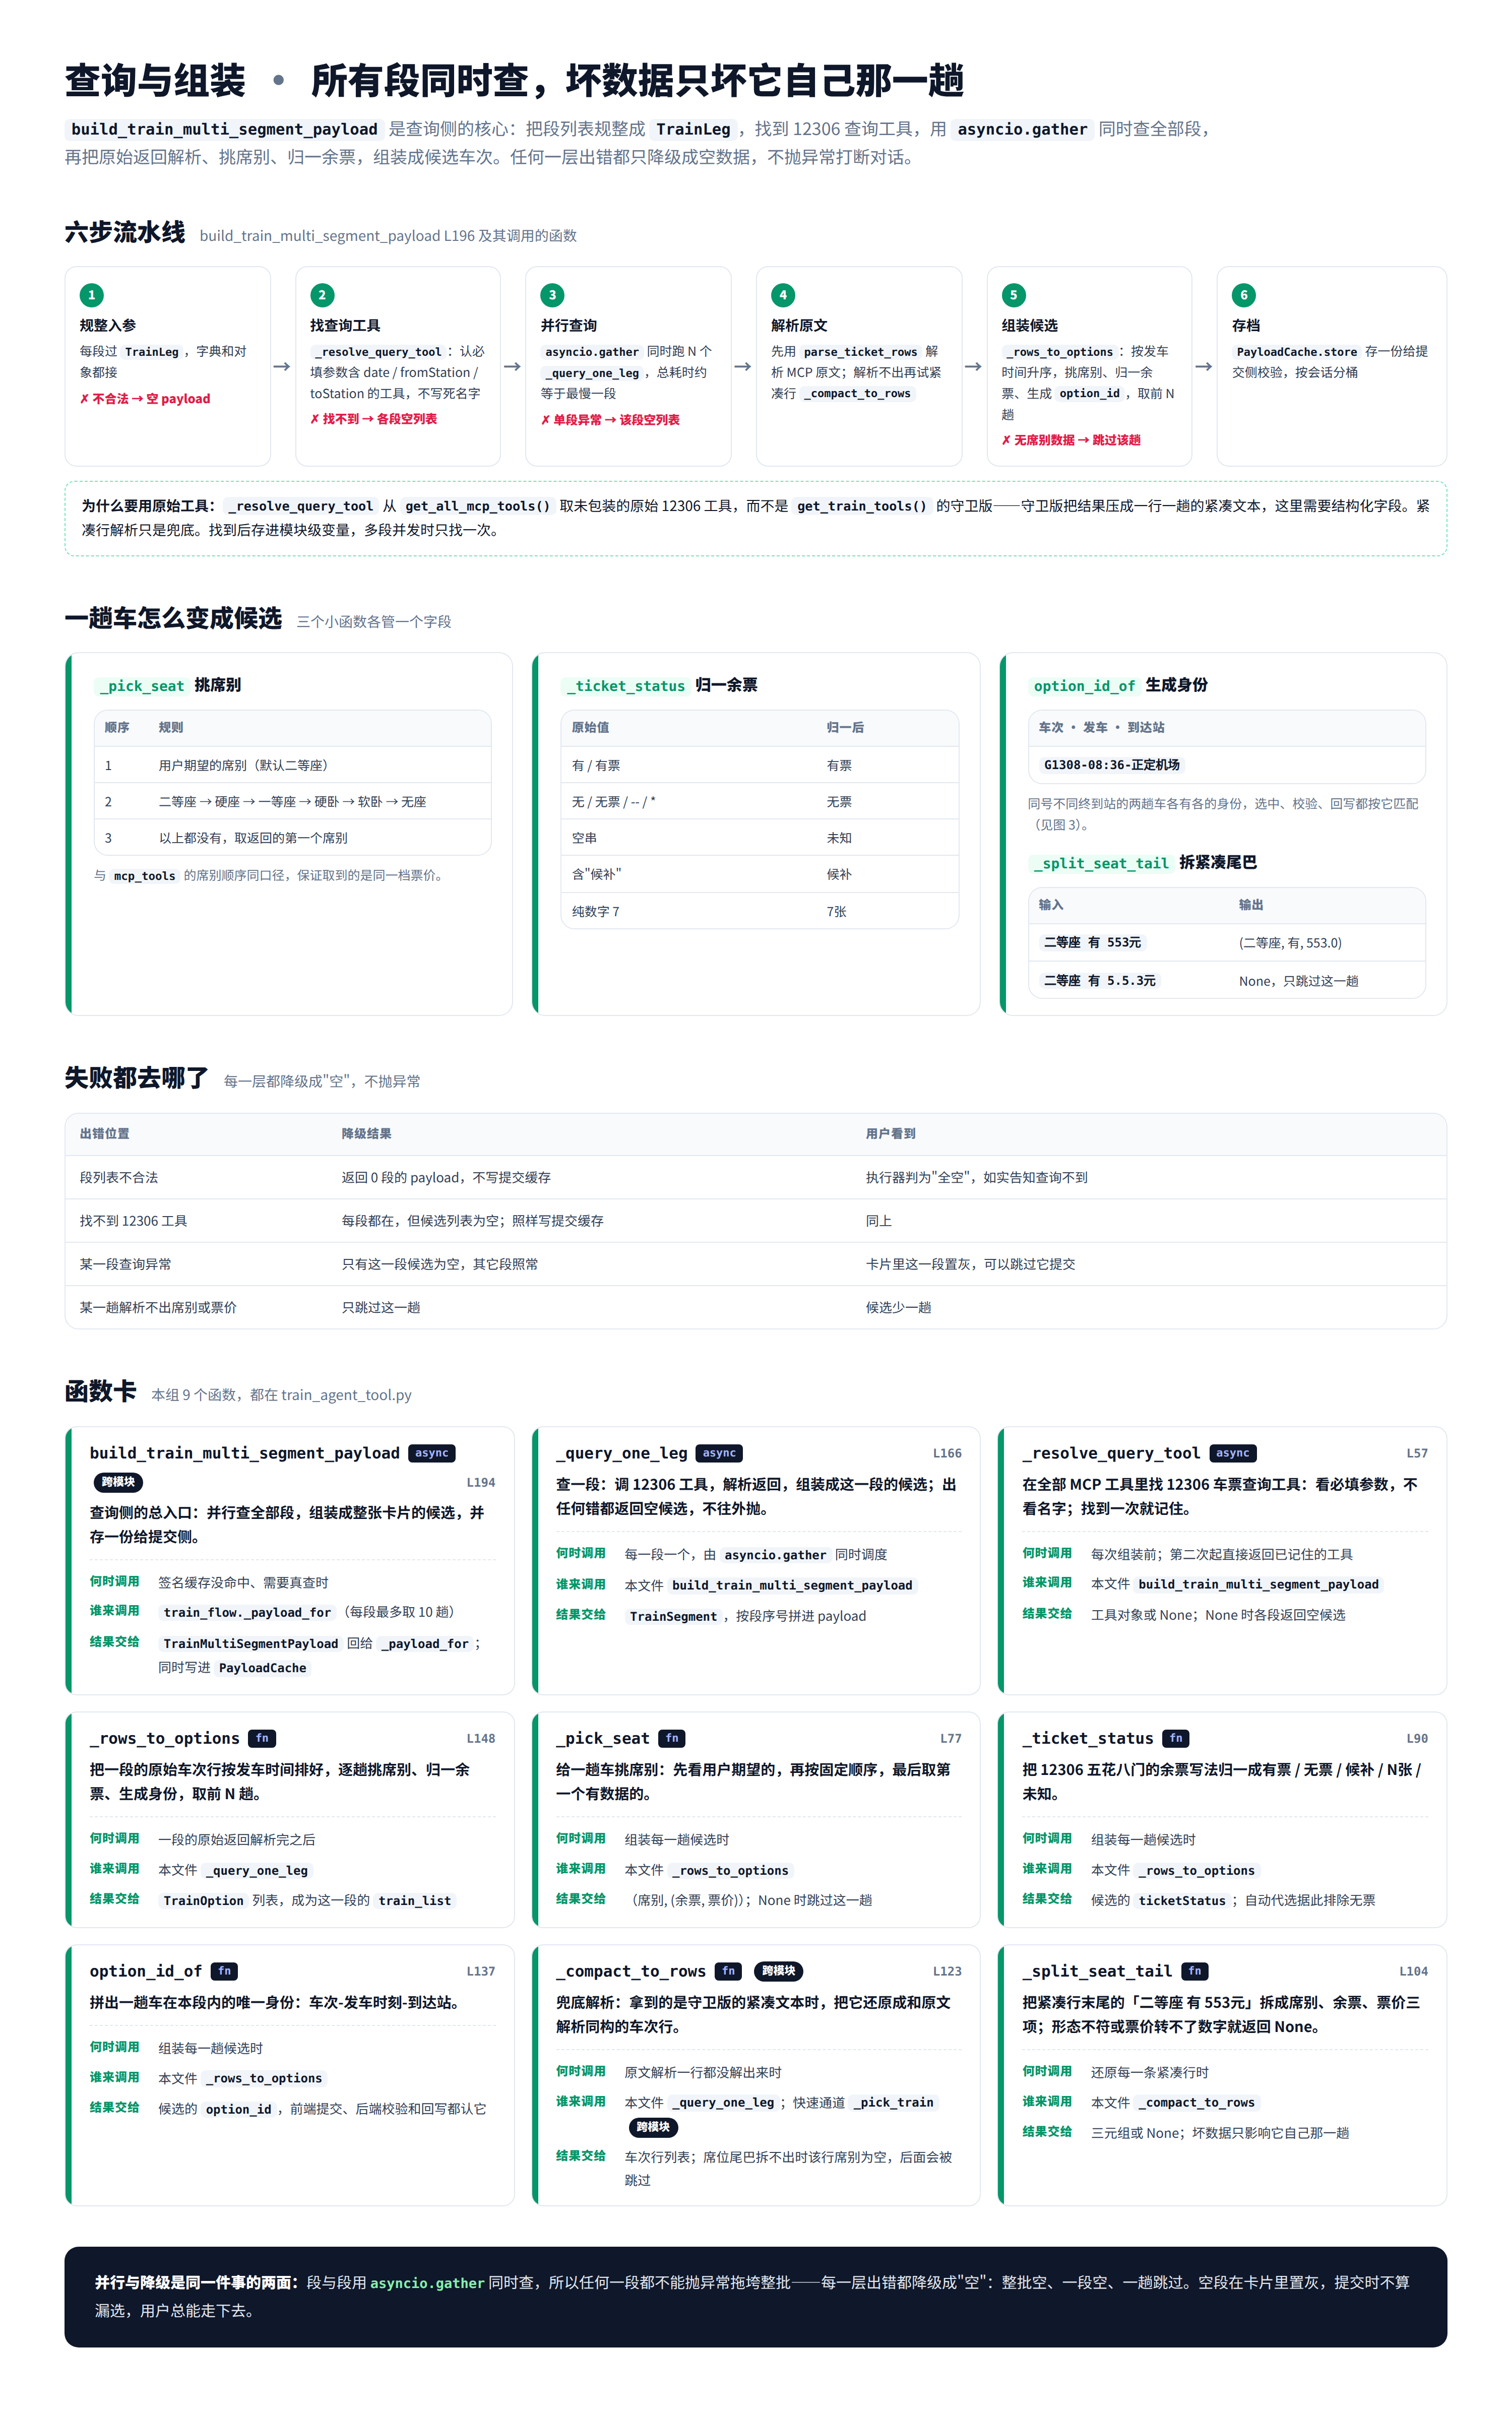 查询与组装 • 所有段同时查，坏数据只坏它自己那一趟
build_train_multi_segment_payload 是查询侧的核心：把段列表规整成 TrainLeg，找到 12306 查询工具，用 asyncio.gather 同时查全部段，
再把原始返回解析、挑席别、归一余票，组装成候选车次。任何一层出错都只降级成空数据，不抛异常打断对话。
六步流水线 build_train_multi_segment_payload L196 及其调用的函数
1
规整入参
每段过 TrainLeg，字典和对
象都接
✗ 不合法 → 空 payload
→
2
找查询工具
_resolve_query_tool：认必
填参数含 date / fromStation /
toStation 的工具，不写死名字
✗ 找不到 → 各段空列表
→
3
并行查询
asyncio.gather 同时跑 N 个
_query_one_leg，总耗时约
等于最慢一段
✗ 单段异常 → 该段空列表
→
4
解析原文
先用 parse_ticket_rows 解
析 MCP 原文；解析不出再试紧
凑行 _compact_to_rows
→
5
组装候选
_rows_to_options：按发车
时间升序，挑席别、归一余
票、生成 option_id，取前 N
趟
✗ 无席别数据 → 跳过该趟
→
6
存档
PayloadCache.store 存一份给提
交侧校验，按会话分桶
为什么要用原始工具：_resolve_query_tool 从 get_all_mcp_tools() 取未包装的原始 12306 工具，而不是 get_train_tools() 的守卫版——守卫版把结果压成一行一趟的紧凑文本，这里需要结构化字段。紧
凑行解析只是兜底。找到后存进模块级变量，多段并发时只找一次。
一趟车怎么变成候选 三个小函数各管一个字段
_pick_seat 挑席别
顺序 规则
1 用户期望的席别（默认二等座）
2 二等座 → 硬座 → 一等座 → 硬卧 → 软卧 → 无座
3 以上都没有，取返回的第一个席别
与 mcp_tools 的席别顺序同口径，保证取到的是同一档票价。
_ticket_status 归一余票
原始值 归一后
有 / 有票 有票
无 / 无票 / -- / * 无票
空串 未知
含"候补" 候补
纯数字 7 7张
option_id_of 生成身份
车次 • 发车 • 到达站
G1308-08:36-正定机场
同号不同终到站的两趟车各有各的身份，选中、校验、回写都按它匹配
（见图 3）。
_split_seat_tail 拆紧凑尾巴
输入 输出
二等座 有 553元 (二等座, 有, 553.0)
二等座 有 5.5.3元 None，只跳过这一趟
失败都去哪了 每一层都降级成"空"，不抛异常
出错位置 降级结果 用户看到
段列表不合法 返回 0 段的 payload，不写提交缓存 执行器判为"全空"，如实告知查询不到
找不到 12306 工具 每段都在，但候选列表为空；照样写提交缓存 同上
某一段查询异常 只有这一段候选为空，其它段照常 卡片里这一段置灰，可以跳过它提交
某一趟解析不出席别或票价 只跳过这一趟 候选少一趟
函数卡 本组 9 个函数，都在 train_agent_tool.py
build_train_multi_segment_payload async
跨模块 L194
查询侧的总入口：并行查全部段，组装成整张卡片的候选，并
存一份给提交侧。
何时调用 签名缓存没命中、需要真查时
谁来调用 train_flow._payload_for（每段最多取 10 趟）
结果交给 TrainMultiSegmentPayload 回给 _payload_for；
同时写进 PayloadCache
_query_one_leg async L166
查一段：调 12306 工具，解析返回，组装成这一段的候选；出
任何错都返回空候选，不往外抛。
何时调用 每一段一个，由 asyncio.gather 同时调度
谁来调用 本文件 build_train_multi_segment_payload
结果交给 TrainSegment，按段序号拼进 payload
_resolve_query_tool async L57
在全部 MCP 工具里找 12306 车票查询工具：看必填参数，不
看名字；找到一次就记住。
何时调用 每次组装前；第二次起直接返回已记住的工具
谁来调用 本文件 build_train_multi_segment_payload
结果交给 工具对象或 None；None 时各段返回空候选
_rows_to_options fn L148
把一段的原始车次行按发车时间排好，逐趟挑席别、归一余
票、生成身份，取前 N 趟。
何时调用 一段的原始返回解析完之后
谁来调用 本文件 _query_one_leg
结果交给 TrainOption 列表，成为这一段的 train_list
_pick_seat fn L77
给一趟车挑席别：先看用户期望的，再按固定顺序，最后取第
一个有数据的。
何时调用 组装每一趟候选时
谁来调用 本文件 _rows_to_options
结果交给 （席别, (余票, 票价)）；None 时跳过这一趟
_ticket_status fn L90
把 12306 五花八门的余票写法归一成有票 / 无票 / 候补 / N张 /
未知。
何时调用 组装每一趟候选时
谁来调用 本文件 _rows_to_options
结果交给 候选的 ticketStatus；自动代选据此排除无票
option_id_of fn L137
拼出一趟车在本段内的唯一身份：车次-发车时刻-到达站。
何时调用 组装每一趟候选时
谁来调用 本文件 _rows_to_options
结果交给 候选的 option_id，前端提交、后端校验和回写都认它
_compact_to_rows fn 跨模块 L123
兜底解析：拿到的是守卫版的紧凑文本时，把它还原成和原文
解析同构的车次行。
何时调用 原文解析一行都没解出来时
谁来调用 本文件 _query_one_leg；快速通道 _pick_train
跨模块
结果交给 车次行列表；席位尾巴拆不出时该行席别为空，后面会被
跳过
_split_seat_tail fn L104
把紧凑行末尾的「二等座 有 553元」拆成席别、余票、票价三
项；形态不符或票价转不了数字就返回 None。
何时调用 还原每一条紧凑行时
谁来调用 本文件 _compact_to_rows
结果交给 三元组或 None；坏数据只影响它自己那一趟
并行与降级是同一件事的两面：段与段用 asyncio.gather 同时查，所以任何一段都不能抛异常拖垮整批——每一层出错都降级成"空"：整批空、一段空、一趟跳过。空段在卡片里置灰，提交时不算
漏选，用户总能走下去。